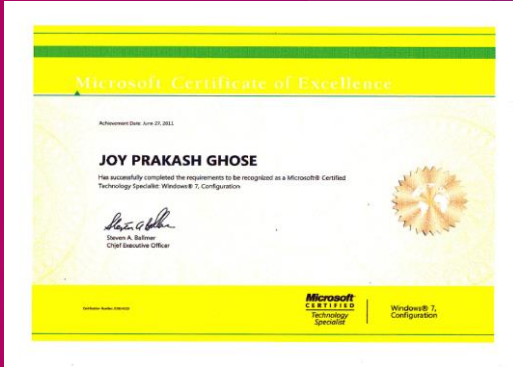 Microsoft Certificate of Excellence
Achievement Date: June 27, 2011
JOY PRAKASH GHOSE
Has successfully completed the requirements to be recognized as a Microsoft® Certified
Technology Specialist: Windows® 7, Configuration
Steven A. Ballmer
Chief Executive Officer
Certification Number:
Microsoft
CERTIFIED
Technology
Specialist
Windows® 7,
Configuration